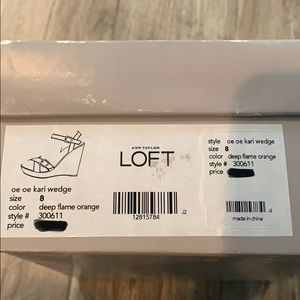 ANN TAYLOR
LOFT
oe oe kari wedge
size 8
color deep flame orange
style # 300611
price
12815784
J2
style oe oe kari wedge
size 8
color deep flame orange
style# 300611
price
J2
made in china